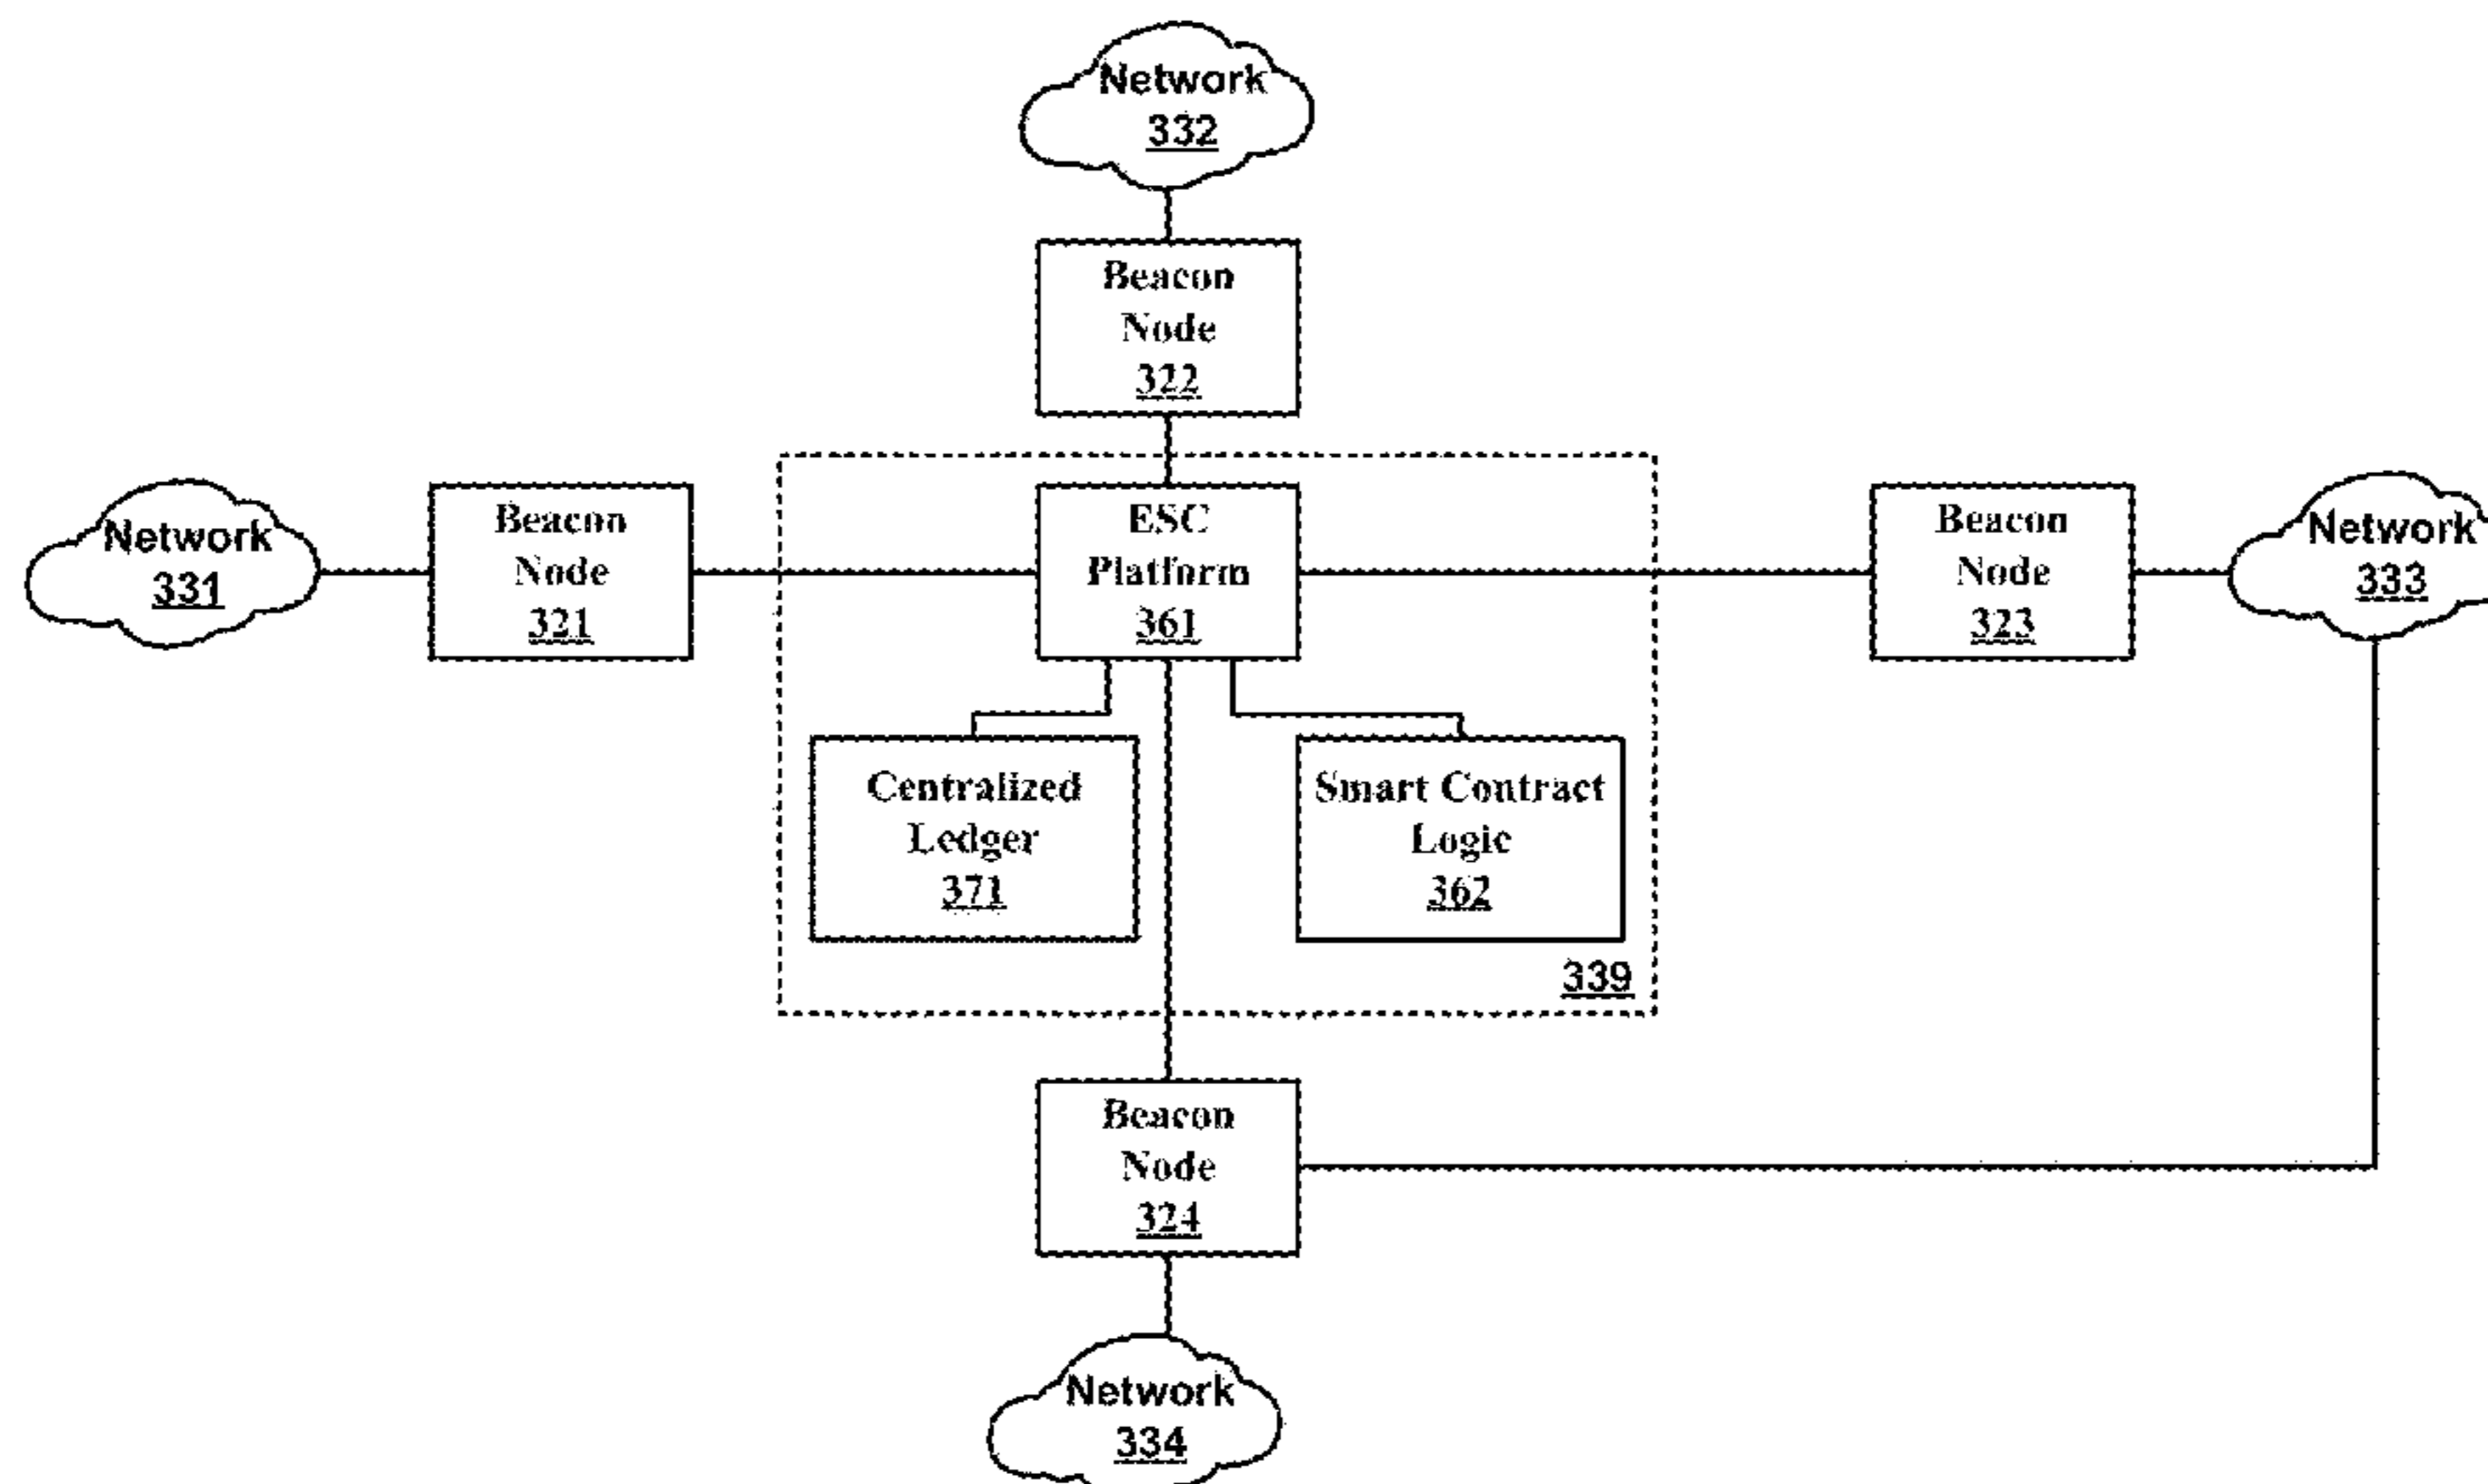 Network
332
Beacon
Node
322
Network
331
Beacon
Node
321
ESC
Platform
361
Beacon
Node
323
Network
333
Centralized
Ledger
371
Smart Contract
Logic
362
339
Beacon
Node
324
Network
334